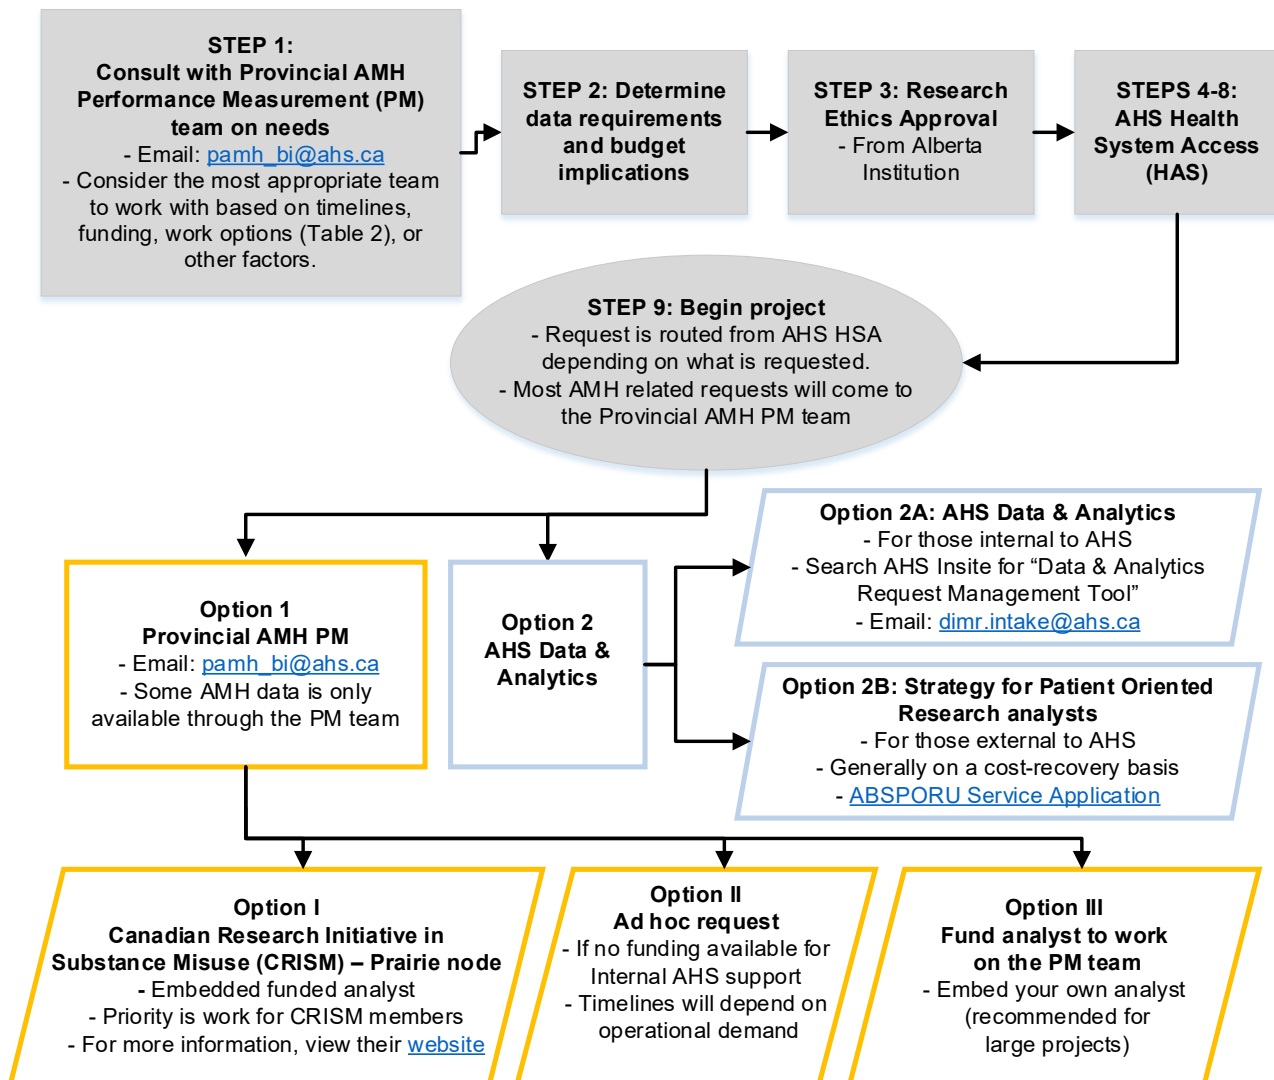 STEP 1:
Consult with Provincial AMH
Performance Measurement (PM)
team on needs
- Email: pamh_bi@ahs.ca
- Consider the most appropriate team
to work with based on timelines,
funding, work options (Table 2), or
other factors.
STEP 2: Determine
data requirements
and budget
implications
STEP 3: Research
Ethics Approval
- From Alberta
Institution
STEPS 4-8:
AHS Health
System Access
(HAS)
STEP 9: Begin project
- Request is routed from AHS HSA
depending on what is requested.
- Most AMH related requests will come to
the Provincial AMH PM team
Option 1
Provincial AMH PM
- Email: pamh_bi@ahs.ca
- Some AMH data is only
available through the PM team
Option 2
AHS Data &
Analytics
Option 2A: AHS Data & Analytics
- For those internal to AHS
- Search AHS Insite for “Data & Analytics
Request Management Tool”
- Email: dimr.intake@ahs.ca
Option 2B: Strategy for Patient Oriented
Research analysts
- For those external to AHS
- Generally on a cost-recovery basis
- ABSPORU Service Application
Option I
Canadian Research Initiative in
Substance Misuse (CRISM) – Prairie node
- Embedded funded analyst
- Priority is work for CRISM members
- For more information, view their website
Option II
Ad hoc request
- If no funding available for
Internal AHS support
- Timelines will depend on
operational demand
Option III
Fund analyst to work
on the PM team
- Embed your own analyst
(recommended for
large projects)